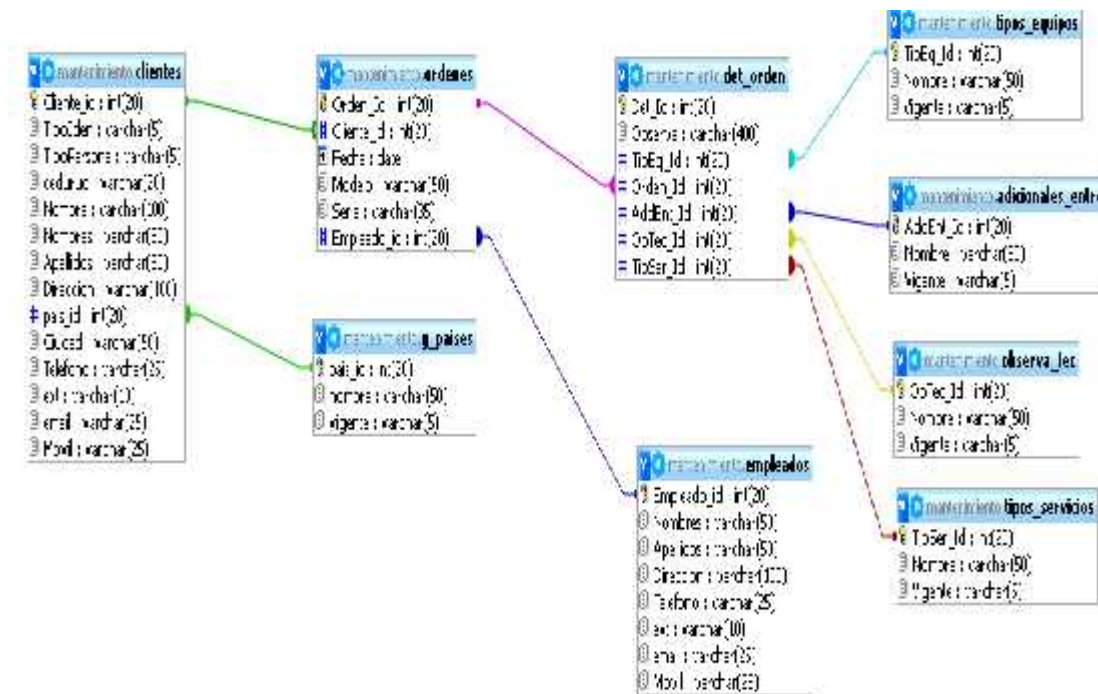 mantenimiento.clientes
Cliente_id : int(20)
TipoIden : varchar(5)
TipoPersona : varchar(5)
varchar(20)
Nombre : varchar(100)
Nombres : varchar(50)
Apellidos : varchar(50)
Direccion : varchar(100)
pais_id : int(20)
Ciudad : varchar(50)
Telefono : varchar(25)
ext : varchar(10)
email : varchar(25)
Movil : varchar(25)
mantenimiento.ordenes
Orden_Id : int(20)
Cliente_Id : int(20)
Fecha : date
Modelo : varchar(50)
Serie : varchar(35)
Empleado_id : int(20)
mantenimiento.g_paises
pais_id : int(20)
nombre : varchar(50)
vigente : varchar(5)
mantenimiento.det_orden
Det_Id : int(20)
Observa : varchar(400)
TipEq_Id : int(20)
Orden_Id : int(20)
AddEnt_Id : int(20)
ObTec_Id : int(20)
TipSer_Id : int(20)
mantenimiento.empleados
Empleado_id : int(20)
Nombres : varchar(50)
Apellidos : varchar(50)
Direccion : varchar(100)
Telefono : varchar(25)
ext : varchar(10)
email : varchar(25)
Movil : varchar(25)
mantenimiento.tipos_equipos
TipEq_Id : int(20)
Nombre : varchar(50)
Vigente : varchar(5)
mantenimiento.adicionales_entre
AddEnt_Id : int(20)
Nombre : varchar(50)
Vigente : varchar(5)
mantenimiento.observa_tec
ObTec_Id : int(20)
Nombre : varchar(50)
Vigente : varchar(5)
mantenimiento.tipos_servicios
TipSer_Id : int(20)
Nombre : varchar(50)
Vigente : varchar(5)